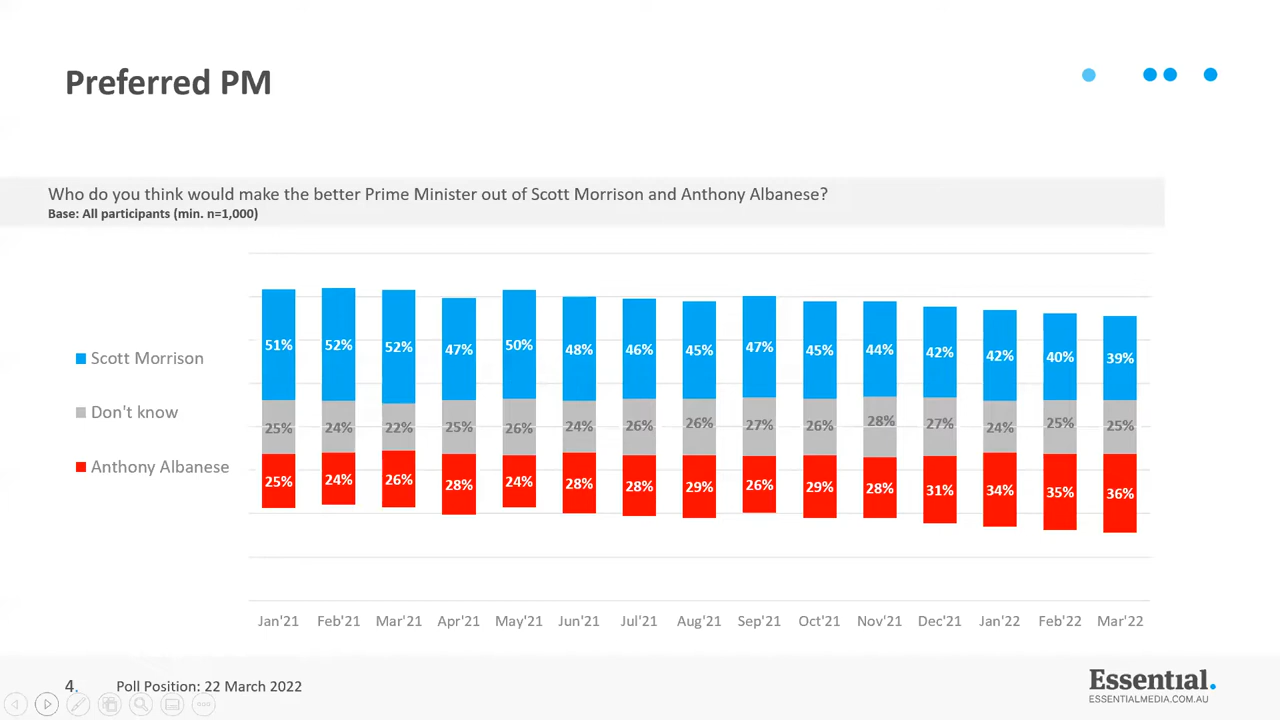 Preferred PM
Who do you think would make the better Prime Minister out of Scott Morrison and Anthony Albanese?
Base: All participants (min. n=1,000)
Scott Morrison
Don't know
Anthony Albanese
51% 52% 52% 47% 50% 48% 46% 45% 47% 45% 44% 42% 42% 40% 39%
25% 24% 22% 25% 26% 24% 26% 26% 27% 26% 28% 27% 24% 25% 25%
25% 24% 26% 28% 24% 28% 28% 29% 26% 29% 28% 31% 34% 35% 36%
Jan'21 Feb'21 Mar'21 Apr'21 May'21 Jun'21 Jul'21 Aug'21 Sep'21 Oct'21 Nov'21 Dec'21 Jan'22 Feb'22 Mar'22
4. Poll Position: 22 March 2022
Essential.
ESSENTIALMEDIA.COM.AU